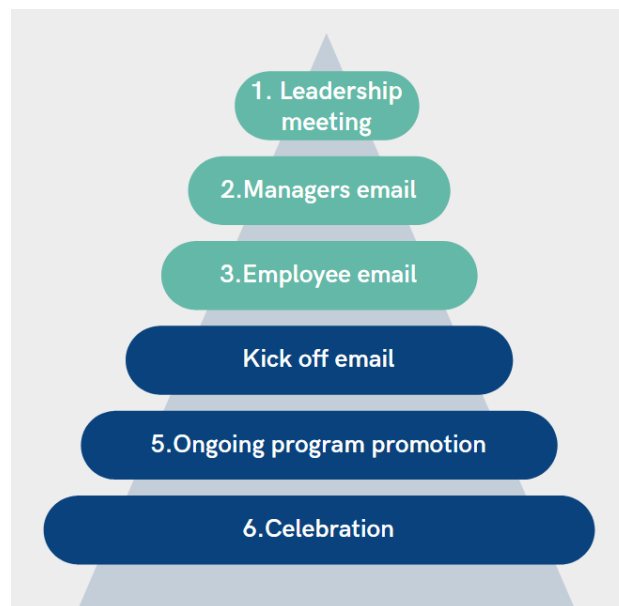 1. Leadership
meeting
2.Managers email
3.Employee email
Kick off email
5.Ongoing program promotion
6.Celebration